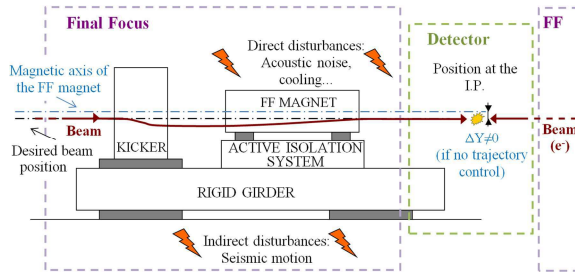 Final Focus
FF
Direct disturbances:
Acoustic noise,
cooling...
Detector
Magnetic axis of
the FF magnet
Position at the
I.P.
FF MAGNET
Beam
Desired beam
position
KICKER
ACTIVE ISOLATION
SYSTEM
ΔY≠0
(if no trajectory
control)
Beam
(e-)
RIGID GIRDER
Indirect disturbances:
Seismic motion